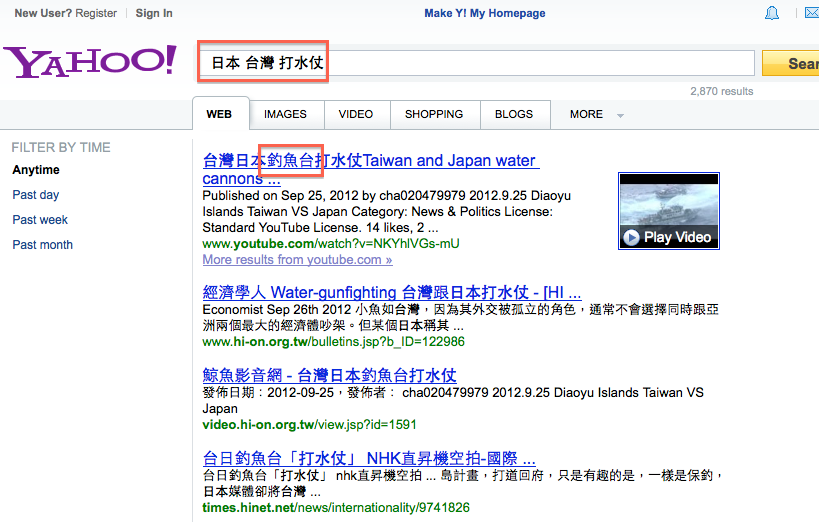 New User? Register Sign In Make Y! My Homepage
YAHOO! 日本 台灣 打水仗 Sear
2,870 results
WEB IMAGES VIDEO SHOPPING BLOGS MORE
FILTER BY TIME
Anytime
Past day
Past week
Past month
台灣日本釣魚台打水仗Taiwan and Japan water
cannons ...
Published on Sep 25, 2012 by cha020479979 2012.9.25 Diaoyu
Islands Taiwan VS Japan Category: News & Politics License:
Standard YouTube License. 14 likes, 2 ...
www.youtube.com/watch?v=NKYhlVGs-mU
More results from youtube.com »
Play Video
經濟學人 Water-gunfighting 台灣跟日本打水仗 - [HI ...
Economist Sep 26th 2012 小魚如台灣，因為其外交被孤立的角色，通常不會選擇同時跟亞
洲兩個最大的經濟體吵架。但某個日本稱其 ...
www.hi-on.org.tw/bulletins.jsp?b_ID=122986
鯨魚影音網 - 台灣日本釣魚台打水仗
發佈日期：2012-09-25，發佈者： cha020479979 2012.9.25 Diaoyu Islands Taiwan VS
Japan
video.hi-on.org.tw/view.jsp?id=1591
台日釣魚台「打水仗」 NHK直昇機空拍-國際 ...
台日釣魚台「打水仗」 nhk直昇機空拍 ... 島計畫，打道回府，只是有趣的是，一樣是保釣，
日本媒體卻將台灣 ...
times.hinet.net/news/internationality/9741826